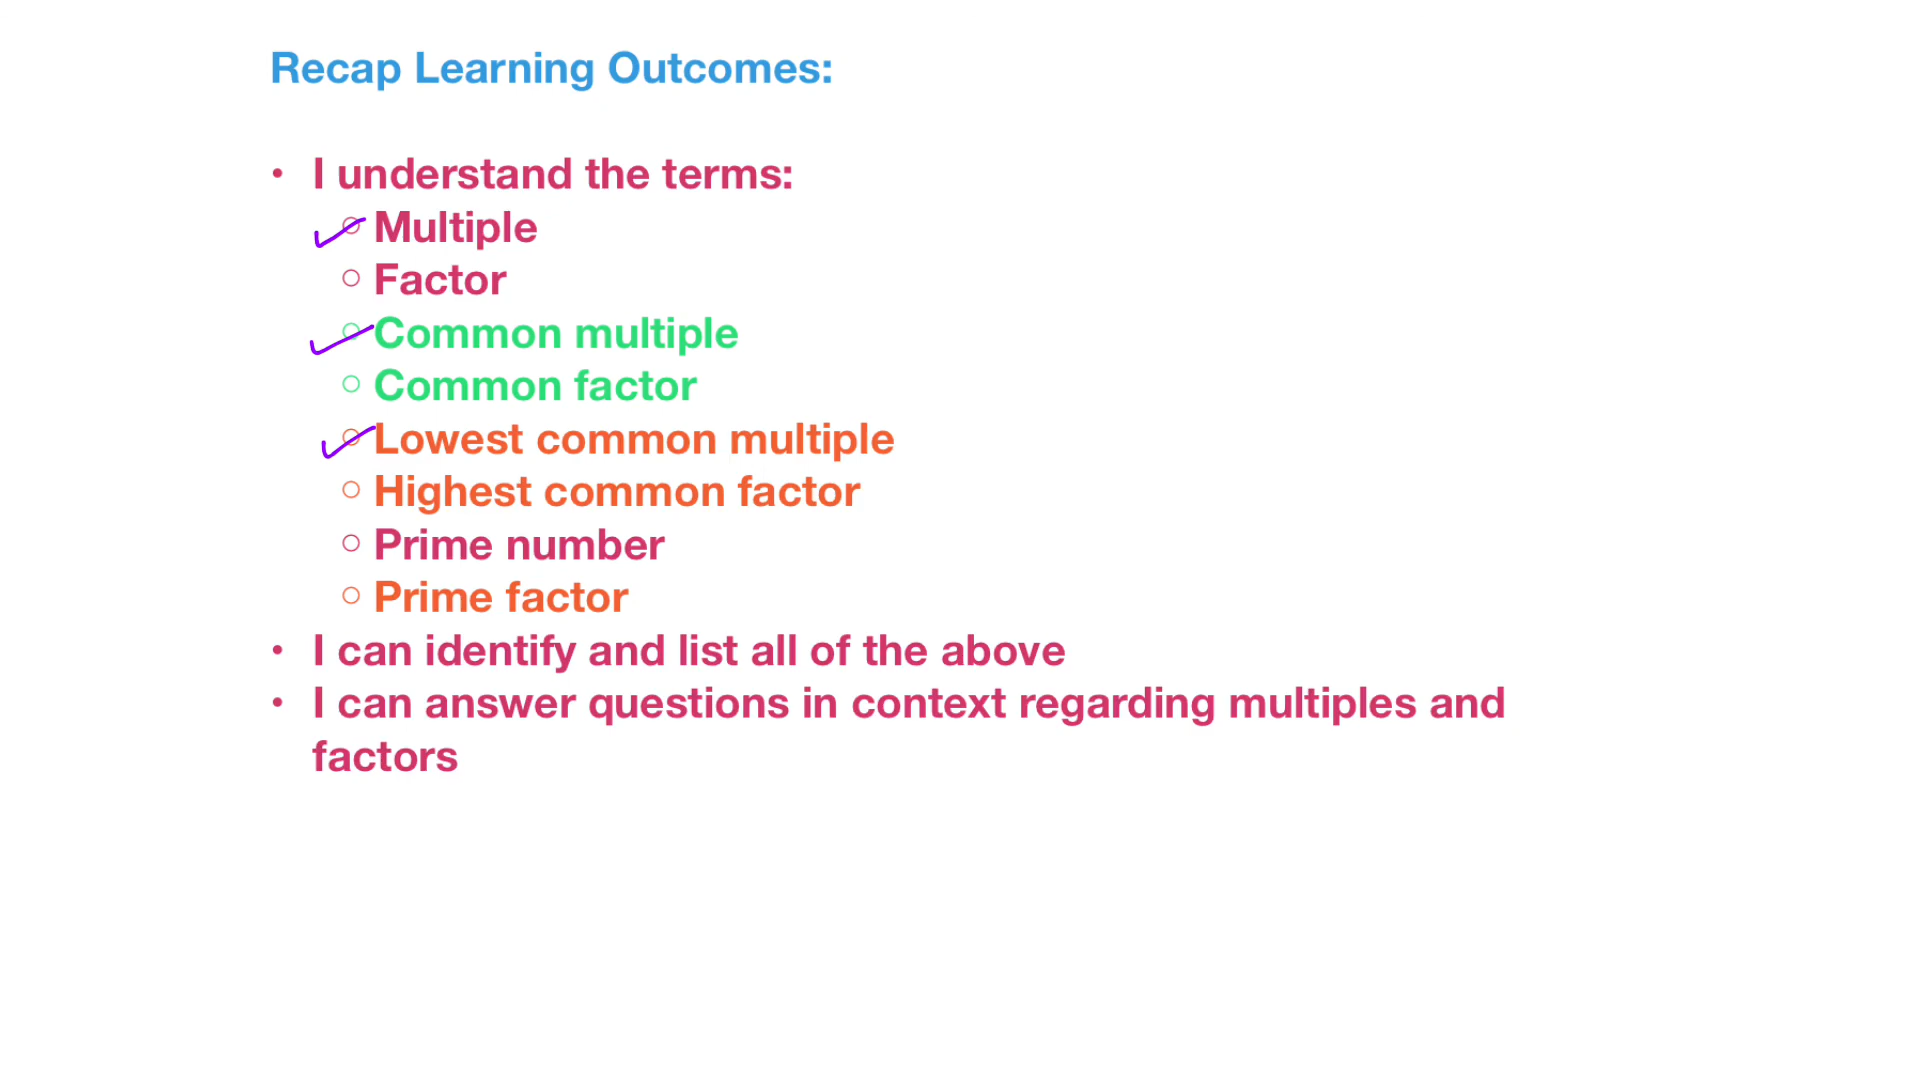 Recap Learning Outcomes:
• I understand the terms:
○ Multiple
○ Factor
○ Common multiple
○ Common factor
○ Lowest common multiple
○ Highest common factor
○ Prime number
○ Prime factor
• I can identify and list all of the above
• I can answer questions in context regarding multiples and
factors